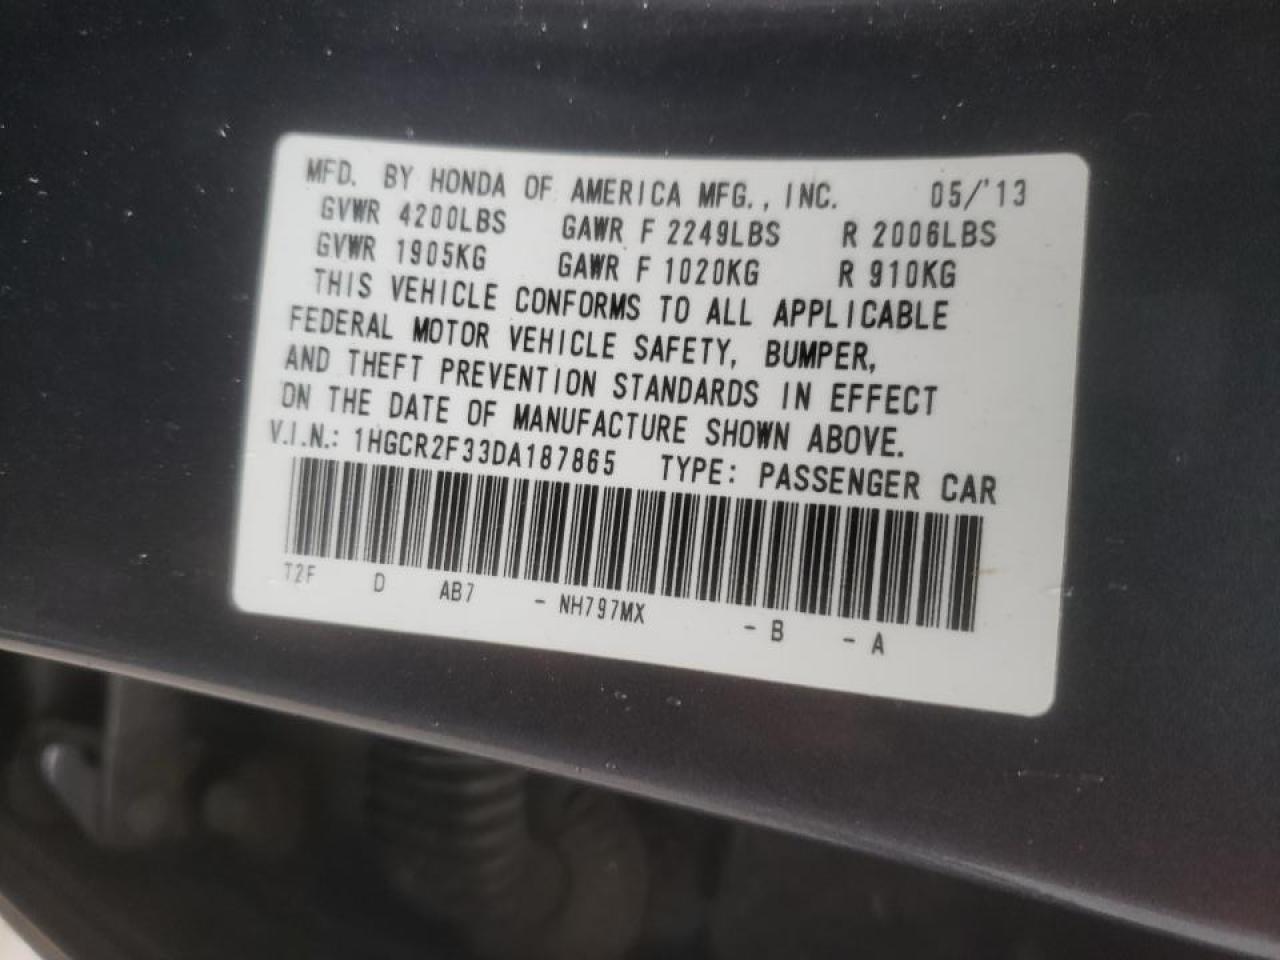 MFD. BY HONDA OF AMERICA MFG., INC. 05/'13
GVWR 4200LBS GAWR F 2249LBS R 2006LBS
GVWR 1905KG GAWR F 1020KG R 910KG
THIS VEHICLE CONFORMS TO ALL APPLICABLE
FEDERAL MOTOR VEHICLE SAFETY, BUMPER,
AND THEFT PREVENTION STANDARDS IN EFFECT
ON THE DATE OF MANUFACTURE SHOWN ABOVE.
V.I.N.: 1HGCR2F33DA187865 TYPE: PASSENGER CAR
T2F D AB7 - NH797MX - B - A